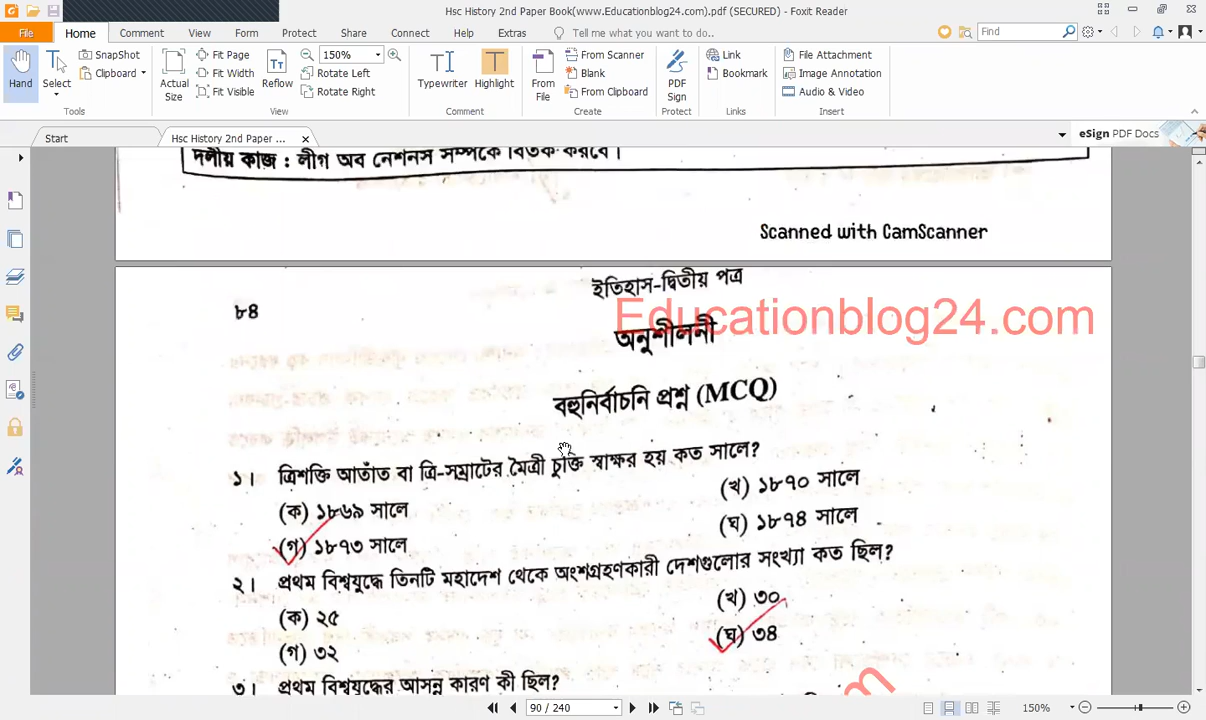 Hsc History 2nd Paper Book(www.Educationblog24.com).pdf (SECURED) - Foxit Reader
File Home Comment View Form Protect Share Connect Help Extras Tell me what you want to do.. Find
Hand Select SnapShot Clipboard Actual Size Fit Page Fit Width Fit Visible Reflow 150% Rotate Left Rotate Right Typewriter Highlight From File From Scanner Blank From Clipboard PDF Sign Link Bookmark File Attachment Image Annotation Audio & Video
Tools View Comment Create Protect Links Insert
Start Hsc History 2nd Paper ... eSign PDF Docs
দলীয় কাজ : লীগ অব নেশনস সম্পর্কে বিতর্ক করবে।
Scanned with CamScanner
৮৪ ইতিহাস-দ্বিতীয় পত্র
Educationblog24.com
অনুশীলনী
বহুনির্বাচনি প্রশ্ন (MCQ)
১। ত্রিশক্তি আতাঁত বা ত্রি-সম্রাটের মৈত্রী চুক্তি স্বাক্ষর হয় কত সালে?
(ক) ১৮৬৯ সালে (খ) ১৮৭০ সালে
(গ) ১৮৭৩ সালে (ঘ) ১৮৭৪ সালে
২। প্রথম বিশ্বযুদ্ধে তিনটি মহাদেশ থেকে অংশগ্রহণকারী দেশগুলোর সংখ্যা কত ছিল?
(ক) ২৫ (খ) ৩০
(গ) ৩২ (ঘ) ৩৪
৩। প্রথম বিশ্বযুদ্ধের আসন্ন কারণ কী ছিল?
m
90 / 240 150%